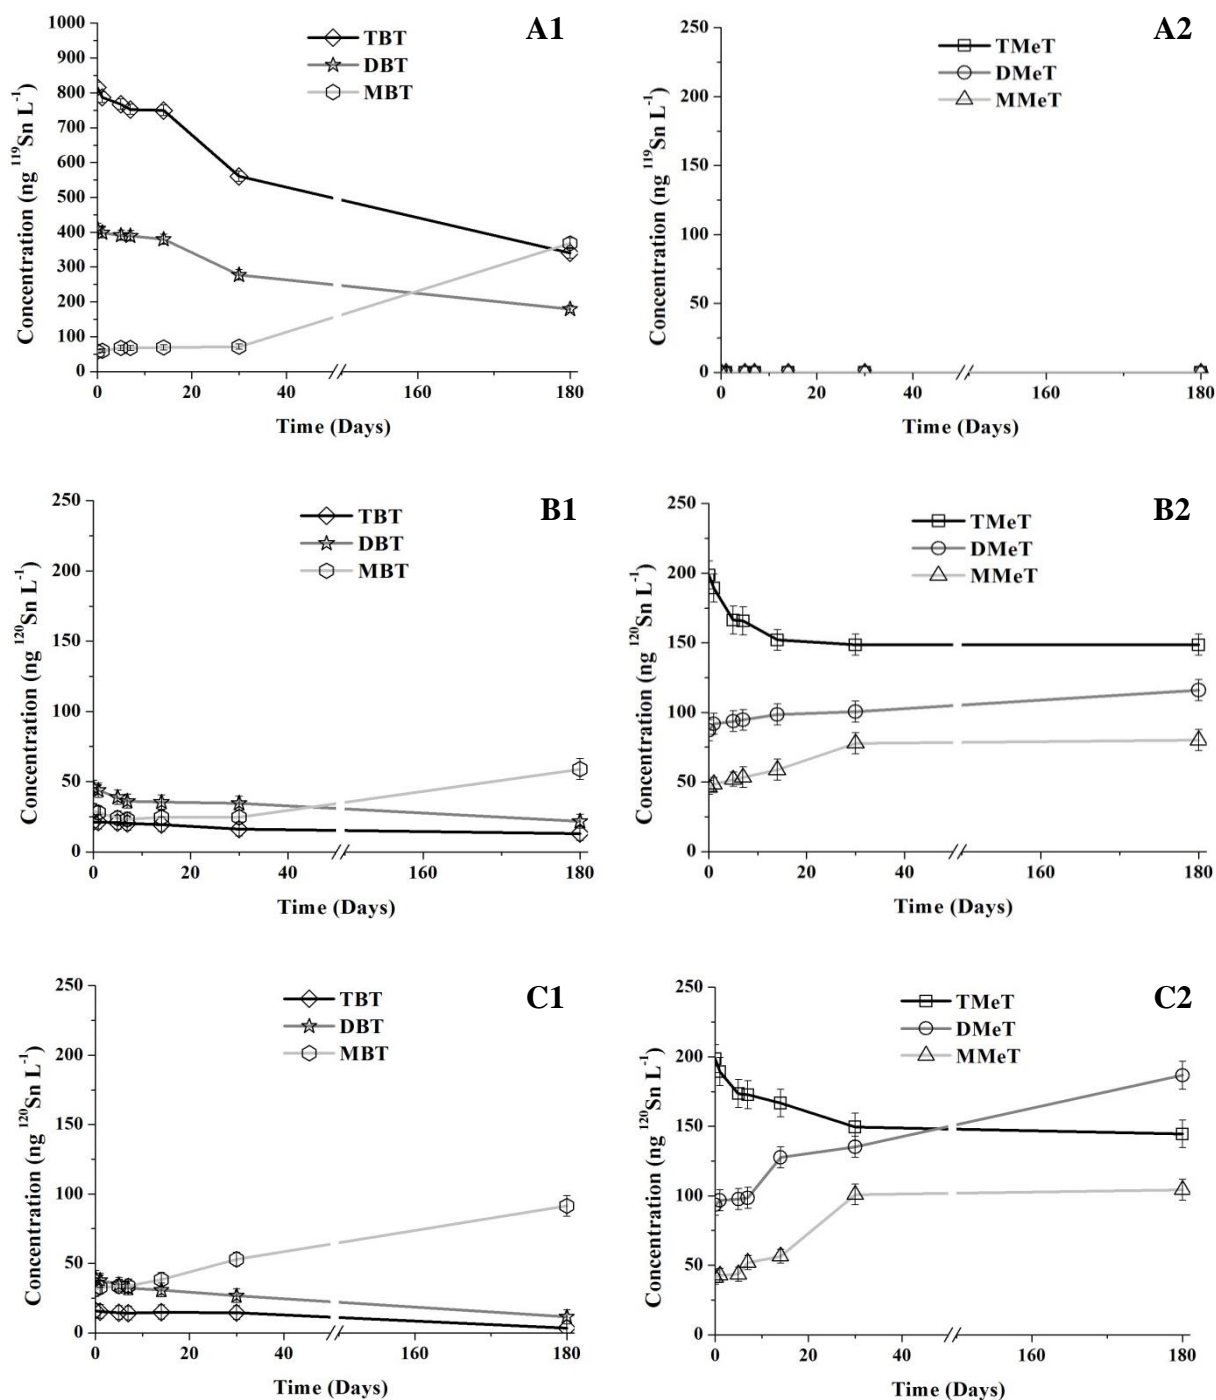 A1
TBT
DBT
MBT
1000
900
800
700
600
500
400
300
200
100
0
Concentration (ng ¹¹⁹Sn L⁻¹)
0 20 40 160 180
Time (Days)
A2
TMeT
DMeT
MMeT
250
200
150
100
50
0
Concentration (ng ¹¹⁹Sn L⁻¹)
0 20 40 160 180
Time (Days)
B1
TBT
DBT
MBT
250
200
150
100
50
0
Concentration (ng ¹²⁰Sn L⁻¹)
0 20 40 160 180
Time (Days)
B2
TMeT
DMeT
MMeT
250
200
150
100
50
0
Concentration (ng ¹²⁰Sn L⁻¹)
0 20 40 160 180
Time (Days)
C1
TBT
DBT
MBT
250
200
150
100
50
0
Concentration (ng ¹²⁰Sn L⁻¹)
0 20 40 160 180
Time (Days)
C2
TMeT
DMeT
MMeT
250
200
150
100
50
0
Concentration (ng ¹²⁰Sn L⁻¹)
0 20 40 160 180
Time (Days)